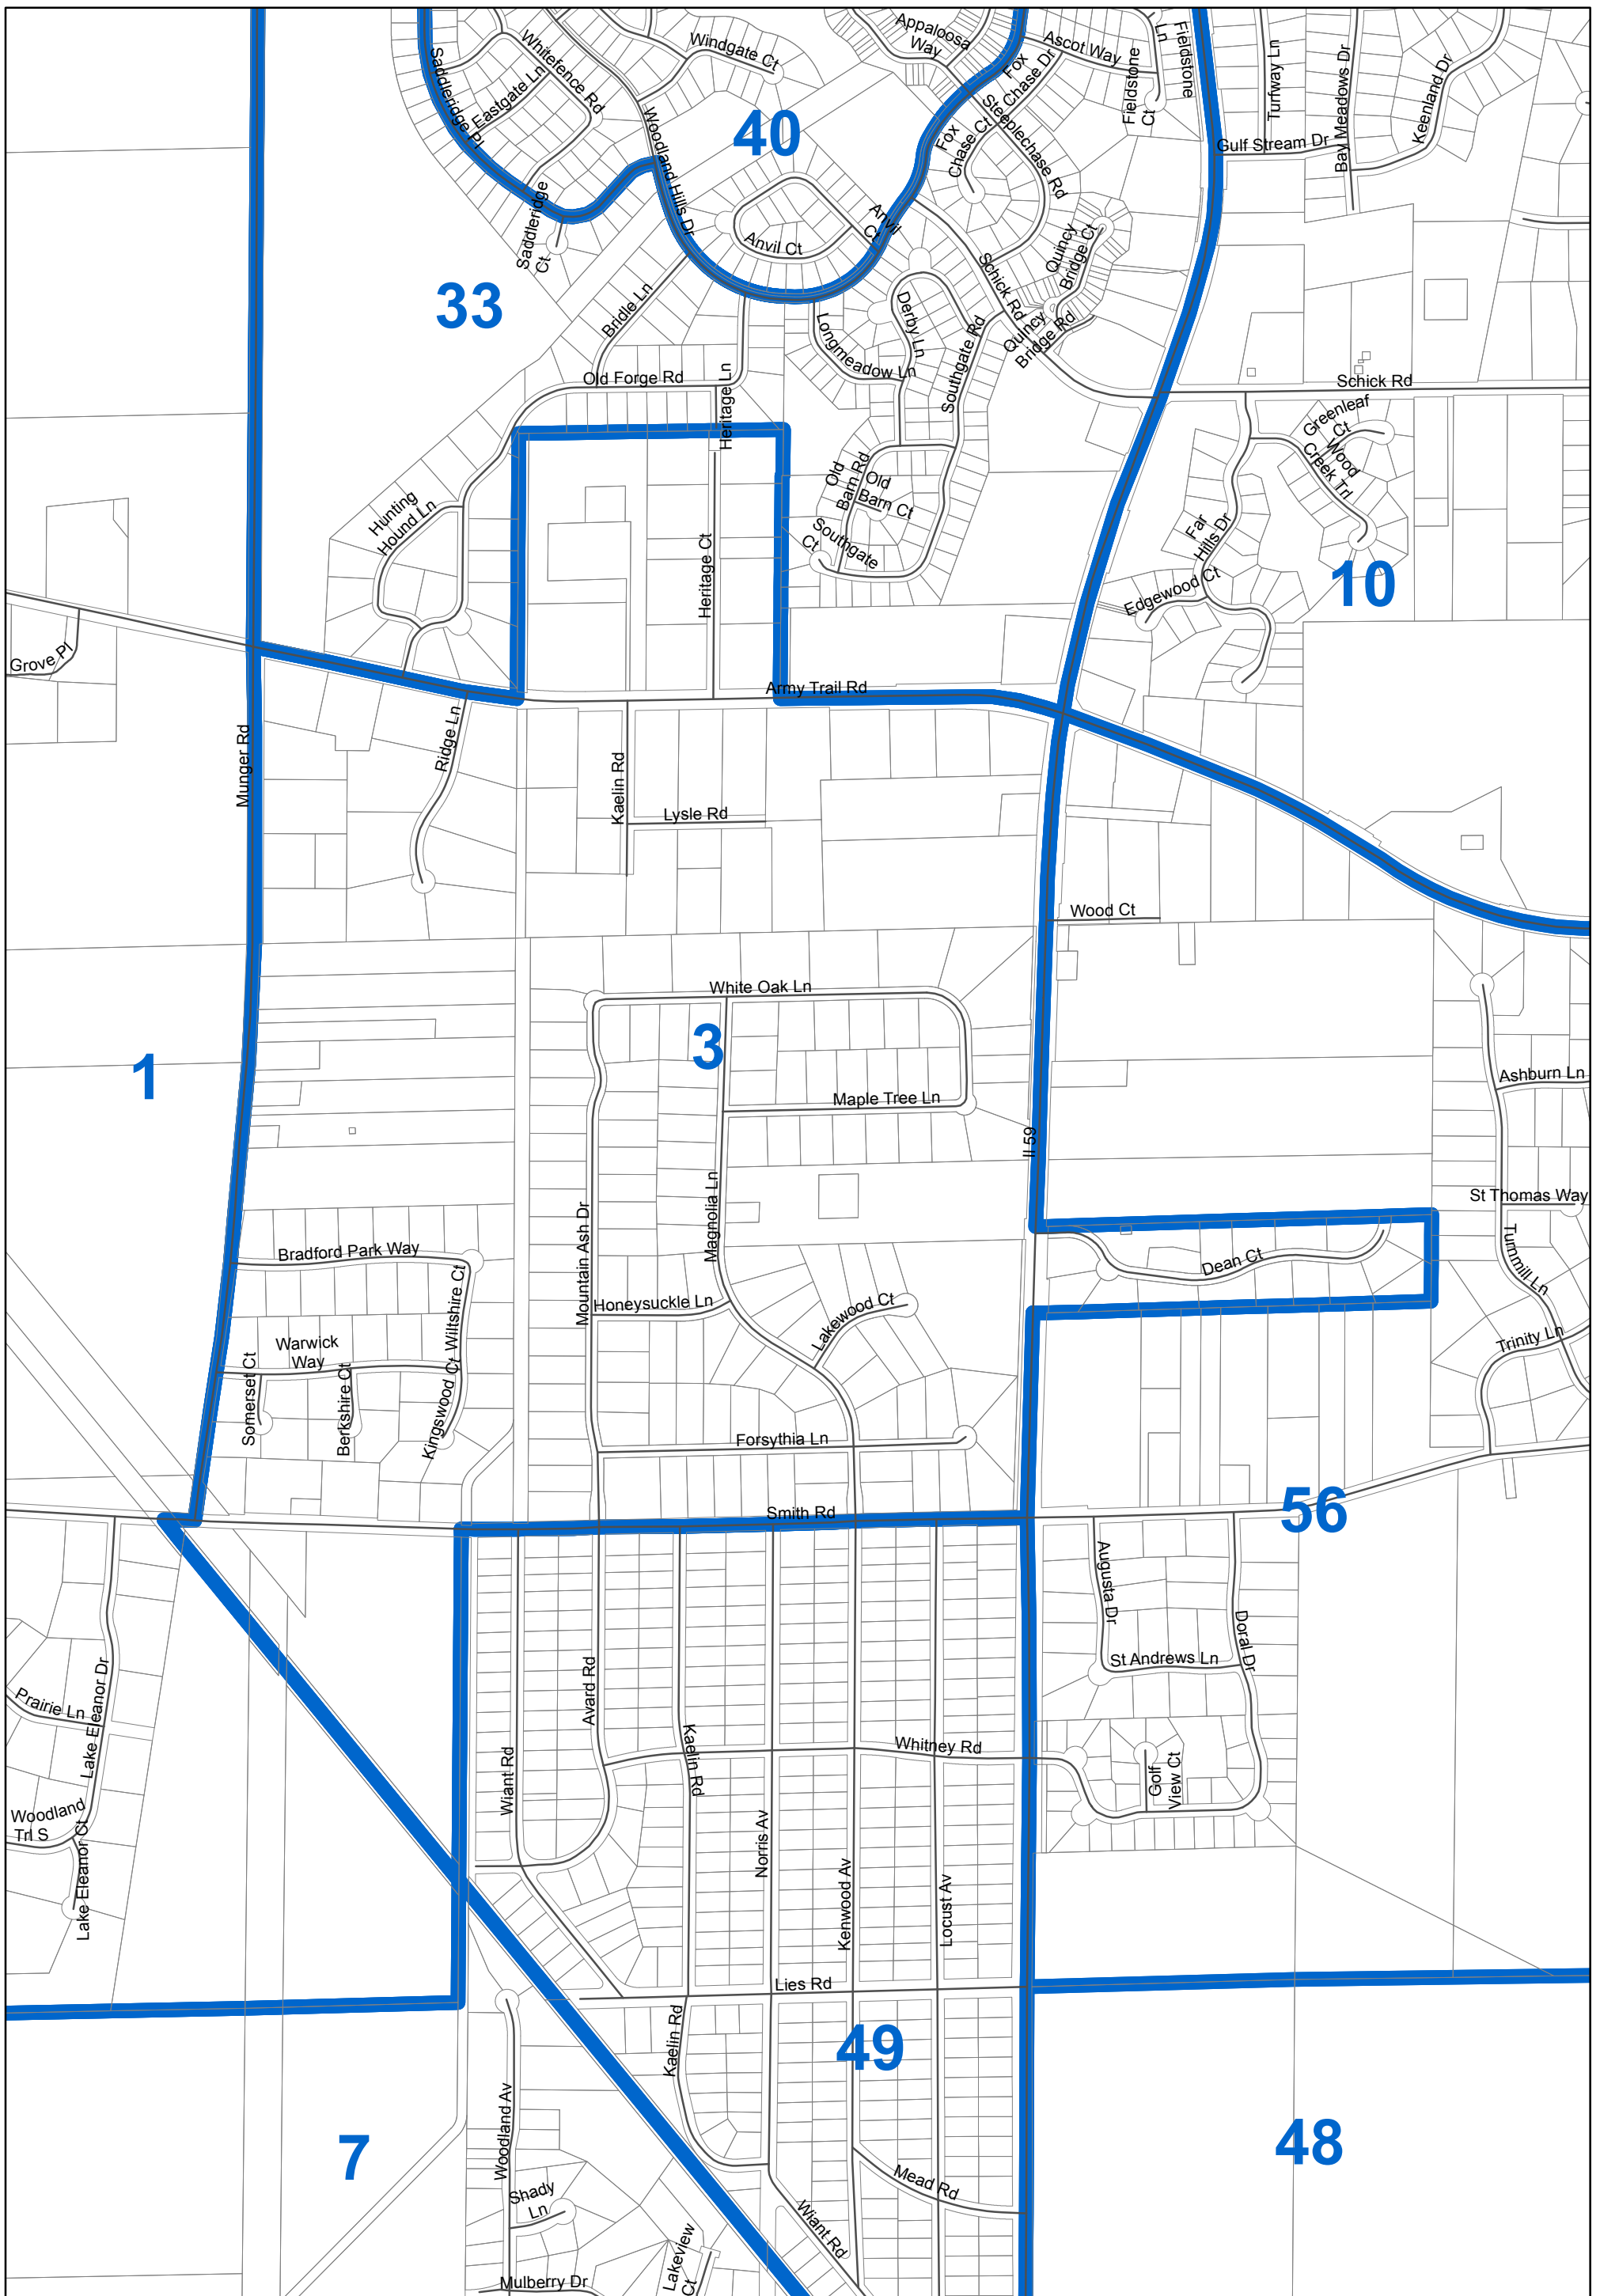 Appaloosa
Way
Windgate Ct
Whitefence Rd
Eastgate Ln
Saddleridge Pl
Ascot Way
Fox
Chase Dr
Fieldstone
Ln
Fieldstone
Ct
Turfway Ln
Bay Meadows Dr
Keenland Dr
Gulf Stream Dr
40
Steeplechase Rd
Fox
Chase Ct
Woodland Hills Dr
Saddleridge
Ct
Anvil Ct
Anvil
Ct
Quincy
Bridge Ct
Schick Rd
Quincy
Bridge Rd
33
Bridle Ln
Longmeadow Ln
Derby Ln
Southgate Rd
Old Forge Rd
Heritage Ln
Schick Rd
Greenleaf
Ct
Wood
Creek Trl
Hunting
Hound Ln
Old
Barn Rd
Old
Barn Ct
Southgate
Ct
Heritage Ct
Far
Hills Dr
Edgewood Ct
10
Grove Pl
Army Trail Rd
Munger Rd
Ridge Ln
Kaelin Rd
Lysle Rd
Wood Ct
White Oak Ln
3
1
Maple Tree Ln
Ashburn Ln
Il 59
St Thomas Way
Mountain Ash Dr
Magnolia Ln
Bradford Park Way
Dean Ct
Turnmill Ln
Honeysuckle Ln
Lakewood Ct
Wiltshire Ct
Warwick
Way
Trinity Ln
Somerset Ct
Berkshire Ct
Kingswood Ct
Forsythia Ln
Smith Rd
56
Augusta Dr
Doral Dr
St Andrews Ln
Avard Rd
Prairie Ln
Lake Eleanor Dr
Kaelin Rd
Whitney Rd
Wiant Rd
Golf
View Ct
Woodland
Trl S
Lake Eleanor Ct
Norris Av
Kenwood Av
Locust Av
Lies Rd
49
Kaelin Rd
7
48
Woodland Av
Mead Rd
Shady
Ln
Wiant Rd
Lakeview
Ct
Mulberry Dr